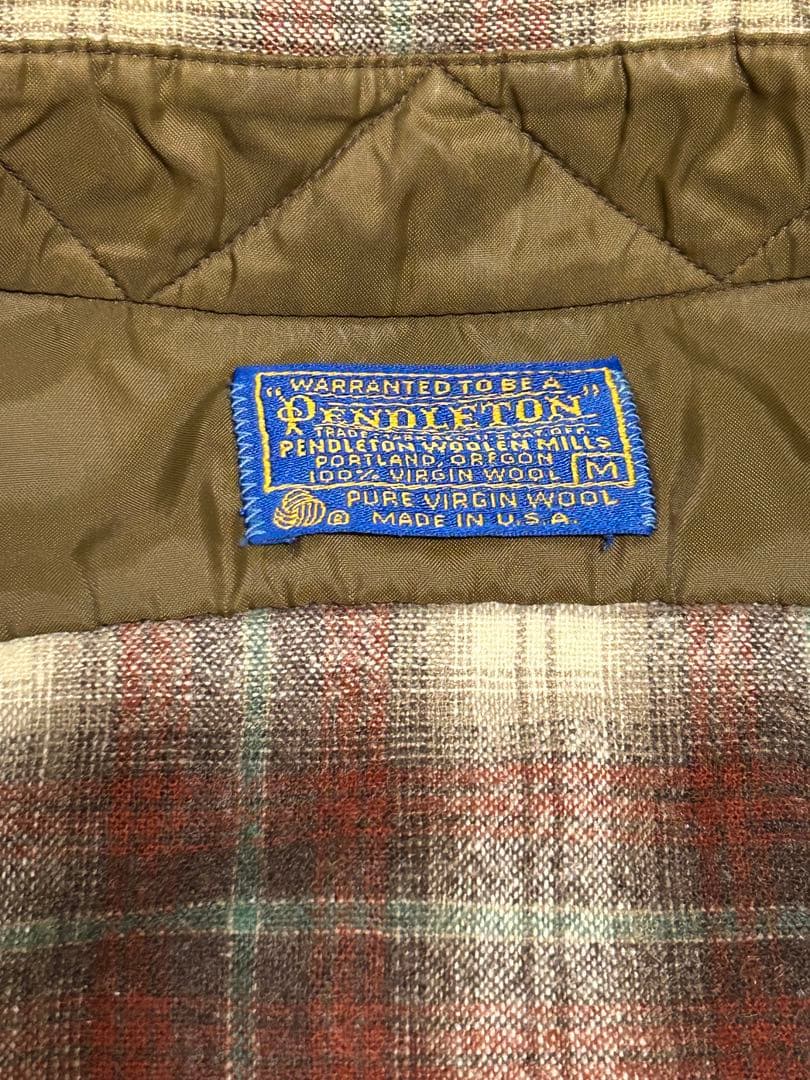 WARRANTED TO BE A
"PENDLETON"
PENDLETON WOOLEN MILLS
PORTLAND, OREGON
100% VIRGIN WOOL M
PURE VIRGIN WOOL
® MADE IN U.S.A.